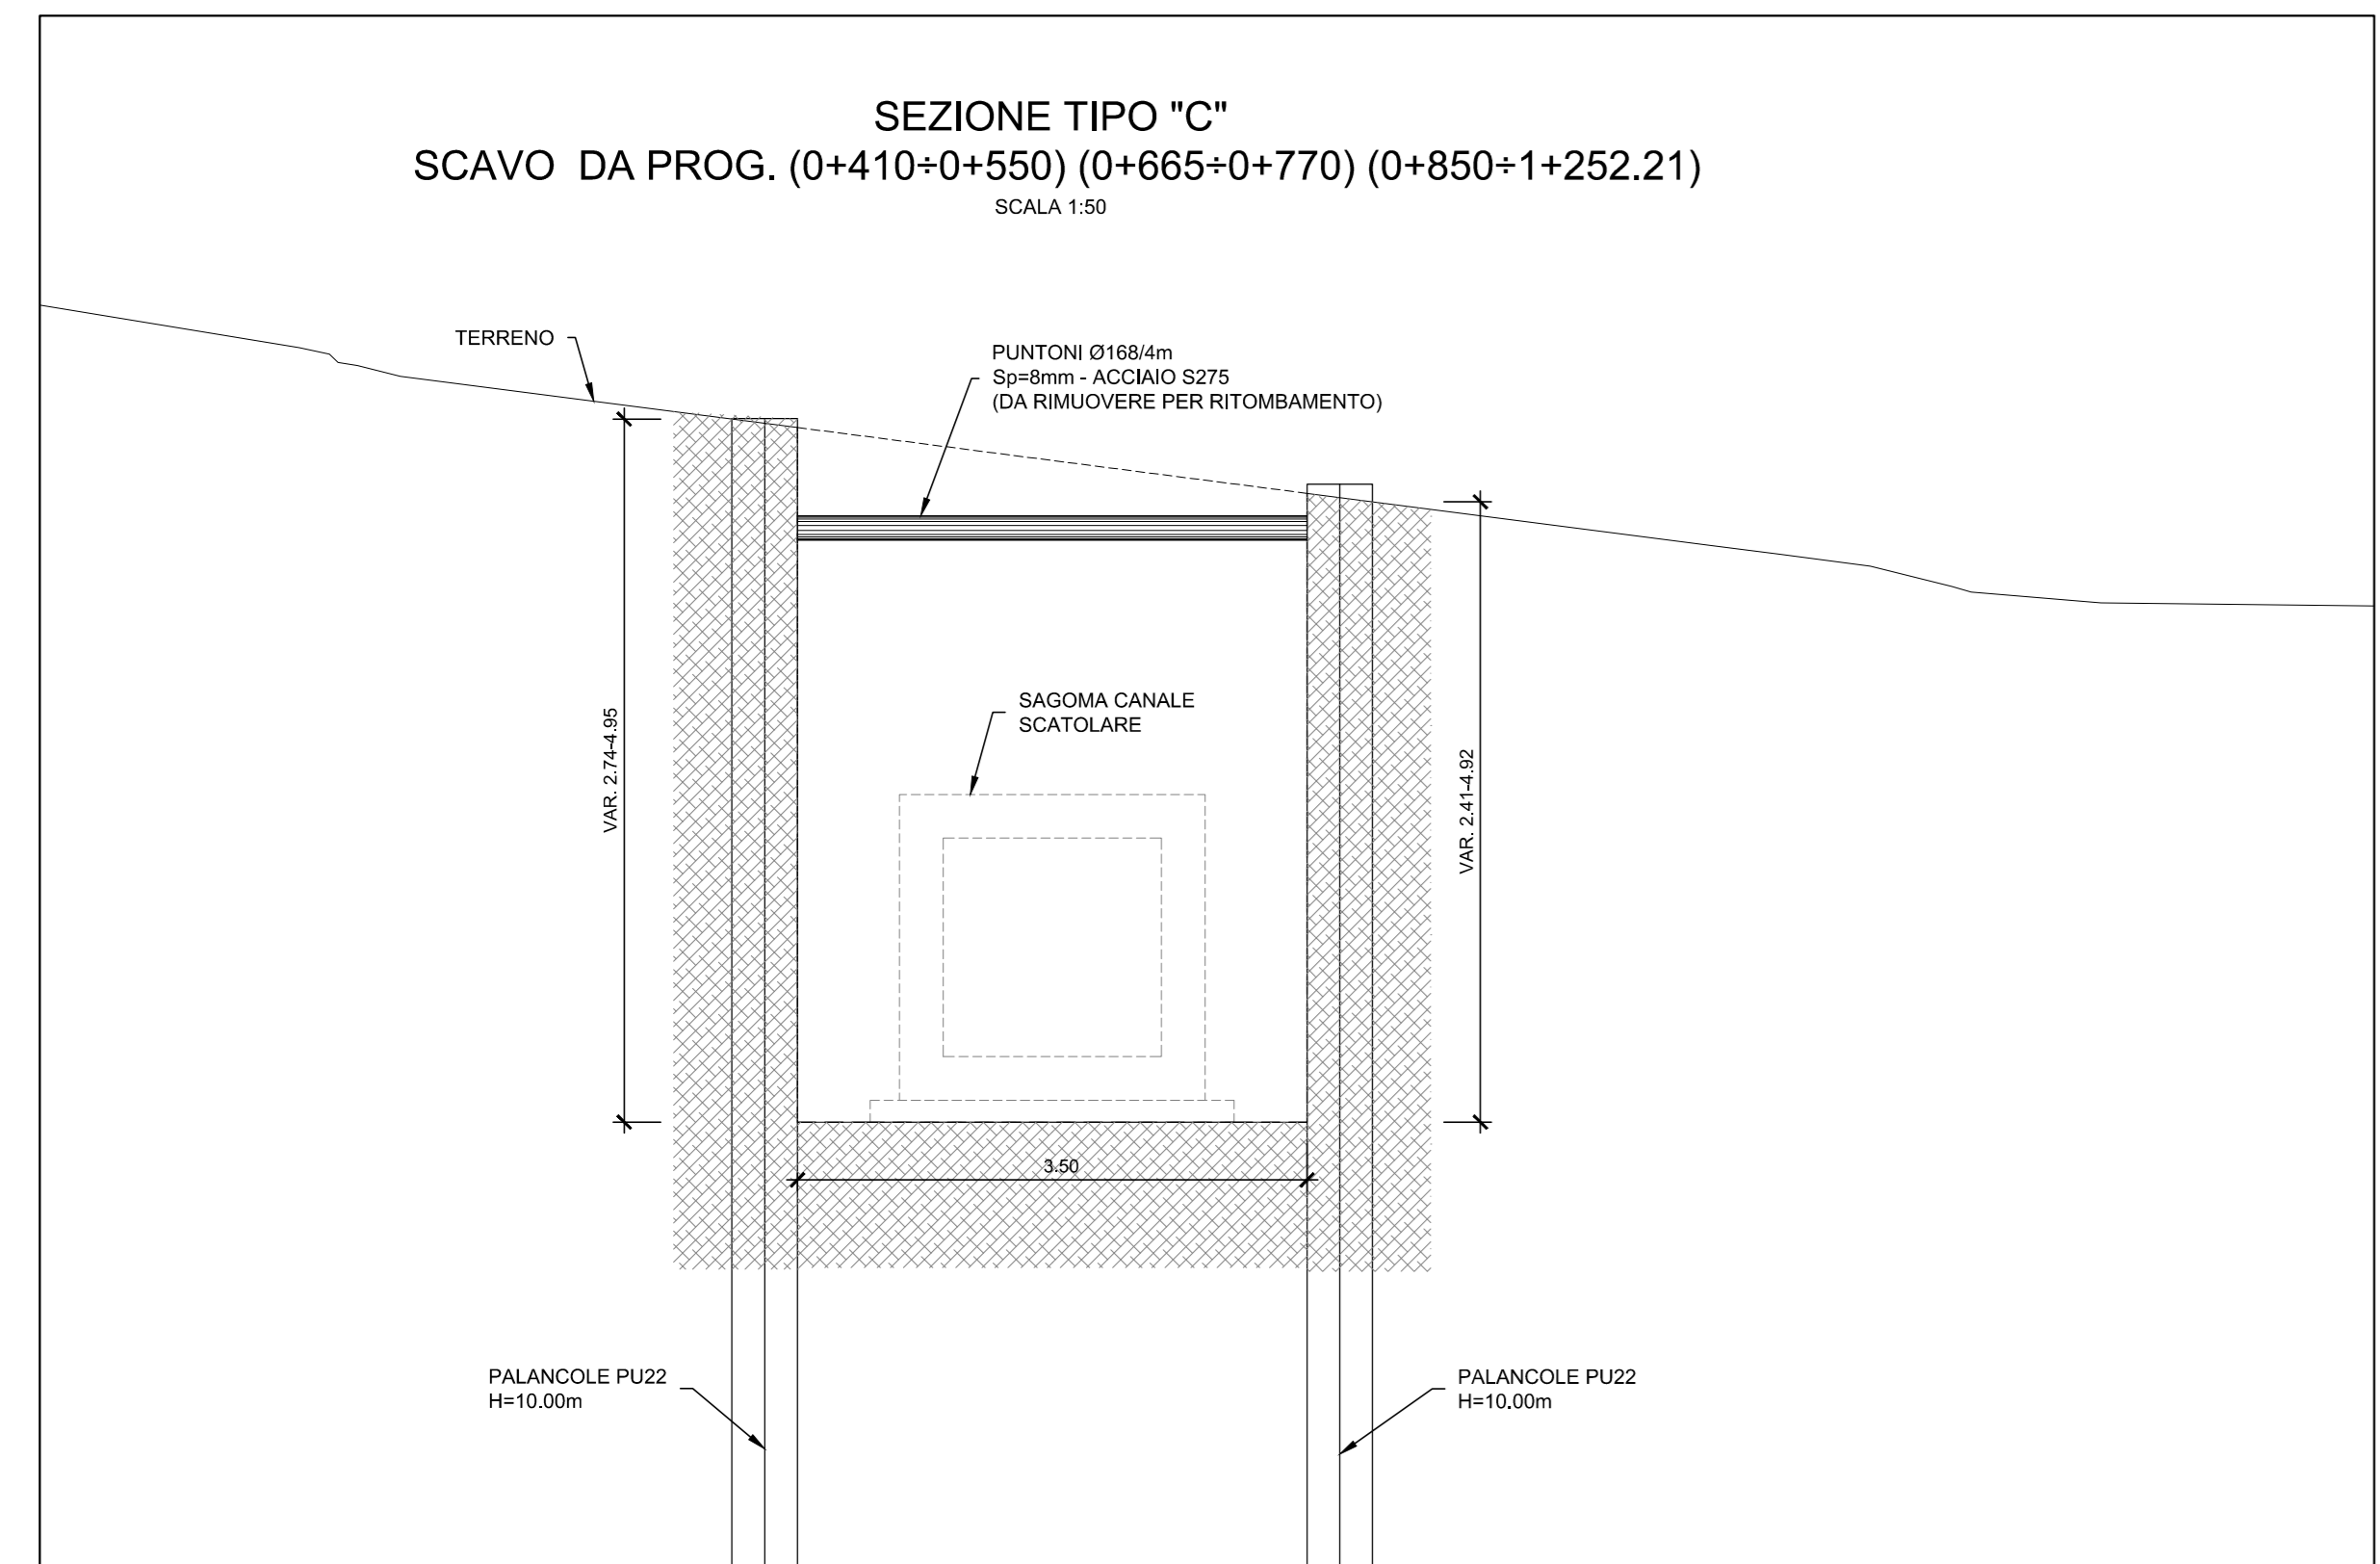 SEZIONE TIPO "C"
SCAVO DA PROG. (0+410÷0+550) (0+665÷0+770) (0+850÷1+252.21)
SCALA 1:50
TERRENO
PUNTONI Ø168/4m
Sp=8mm - ACCIAIO S275
(DA RIMUOVERE PER RITOMBAMENTO)
SAGOMA CANALE
SCATOLARE
VAR. 2.74-4.95
VAR. 2.41-4.92
3.50
PALANCOLE PU22
H=10.00m
PALANCOLE PU22
H=10.00m